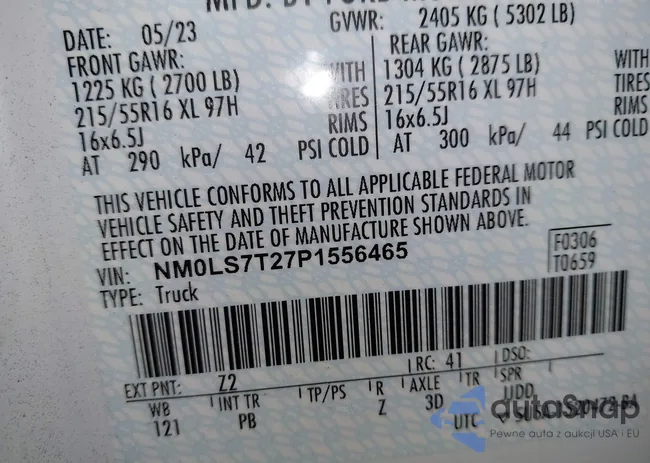 MFD. BY FORD
DATE: 05/23 GVWR: 2405 KG ( 5302 LB)
FRONT GAWR: REAR GAWR:
1225 KG ( 2700 LB) WITH 1304 KG ( 2875 LB) WITH
215/55R16 XL 97H TIRES 215/55R16 XL 97H TIRES
16x6.5J RIMS 16x6.5J RIMS
AT 290 kPa/ 42 PSI COLD AT 300 kPa/ 44 PSI COLD
THIS VEHICLE CONFORMS TO ALL APPLICABLE FEDERAL MOTOR
VEHICLE SAFETY AND THEFT PREVENTION STANDARDS IN
EFFECT ON THE DATE OF MANUFACTURE SHOWN ABOVE.
VIN: NM0LS7T27P1556465 F0306
TYPE: Truck T0659
EXT PNT: Z2 RC: 41 DSO:
WB INT TR TP/PS R AXLE TR SPR
121 PB Z 3D UTC UDD
autaSnap
Pewne auta z aukcji USA i EU